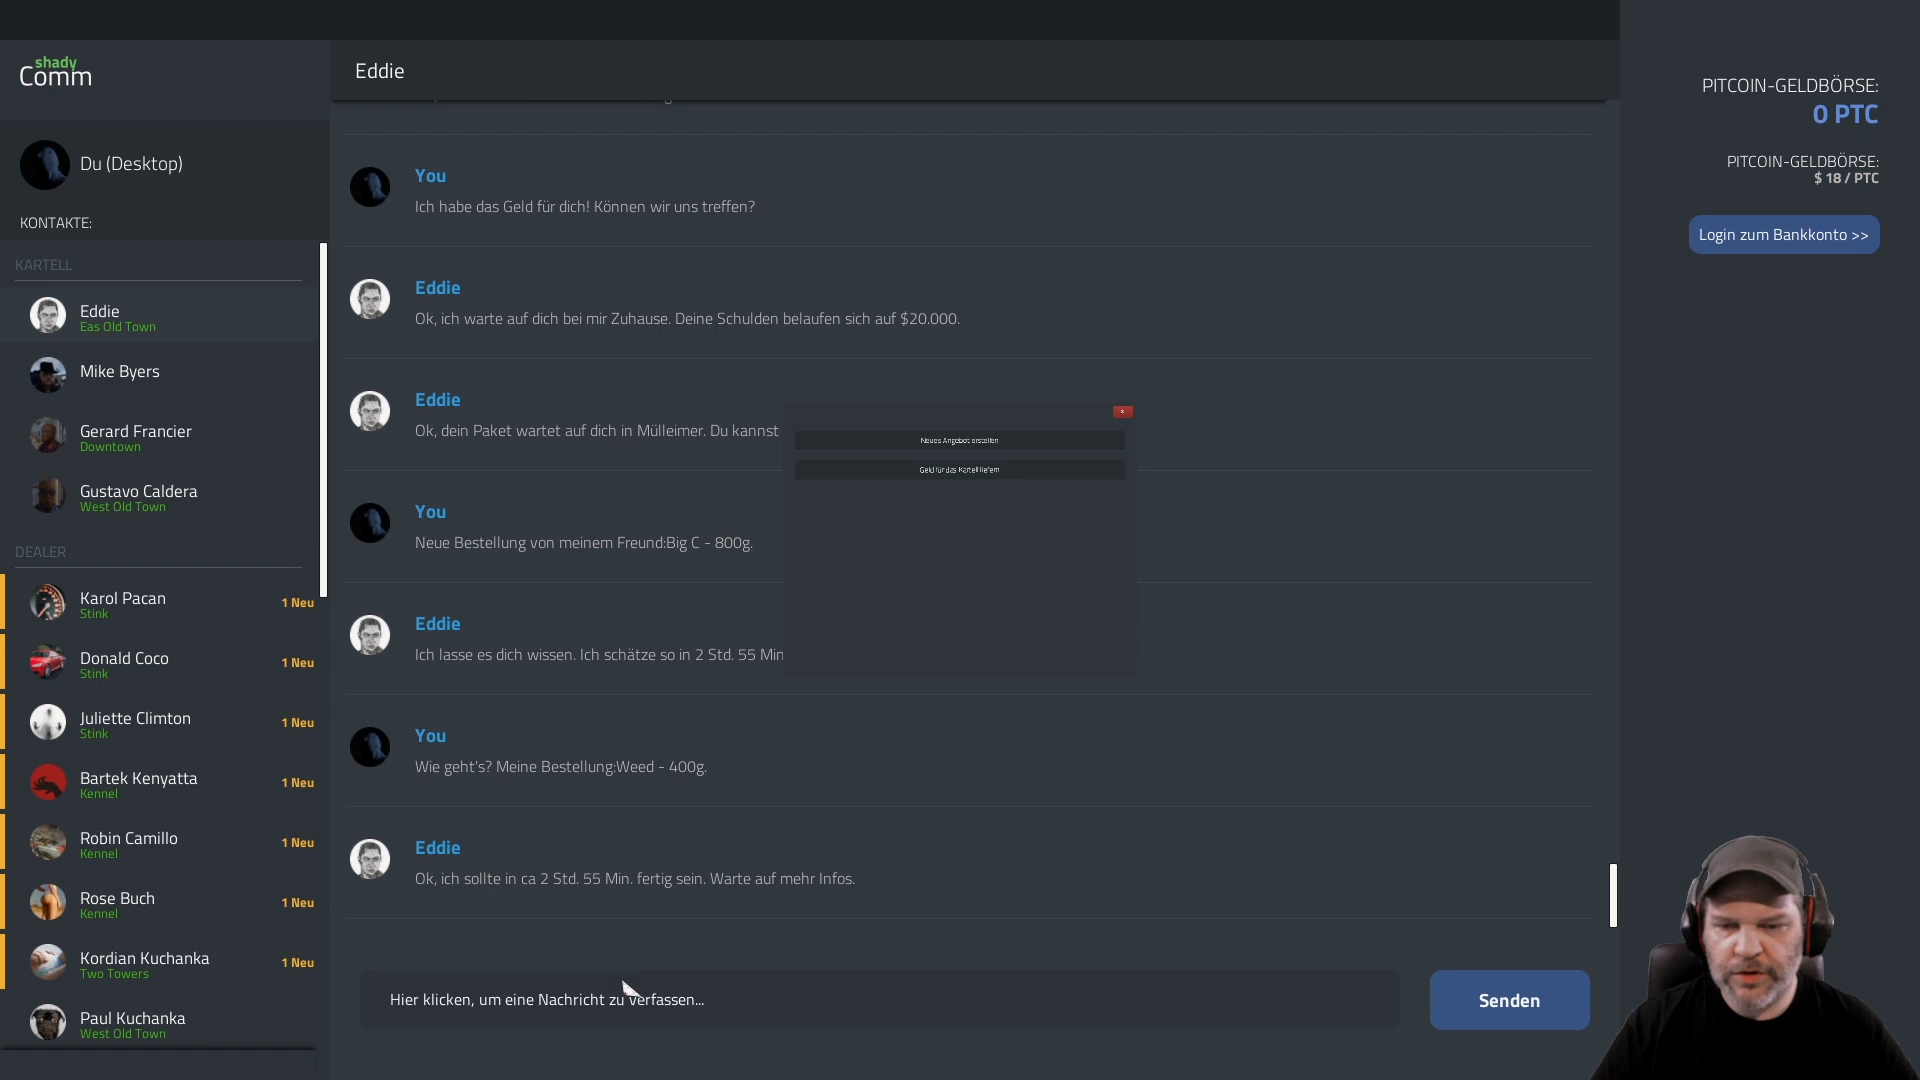 shady
Comm
Du (Desktop)
KONTAKTE:
KARTELL
Eddie
Eas Old Town
Mike Byers
Gerard Francier
Downtown
Gustavo Caldera
West Old Town
DEALER
Karol Pacan
Stink
1 Neu
Donald Coco
Stink
1 Neu
Juliette Climton
Stink
1 Neu
Bartek Kenyatta
Kennel
1 Neu
Robin Camillo
Kennel
1 Neu
Rose Buch
Kennel
1 Neu
Kordian Kuchanka
Two Towers
1 Neu
Paul Kuchanka
West Old Town
Eddie
You
Ich habe das Geld für dich! Können wir uns treffen?
Eddie
Ok, ich warte auf dich bei mir Zuhause. Deine Schulden belaufen sich auf $20.000.
Eddie
Ok, dein Paket wartet auf dich in Mülleimer. Du kannst
You
Neue Bestellung von meinem Freund:Big C - 800g.
Eddie
Ich lasse es dich wissen. Ich schätze so in 2 Std. 55 Min
You
Wie geht's? Meine Bestellung:Weed - 400g.
Eddie
Ok, ich sollte in ca 2 Std. 55 Min. fertig sein. Warte auf mehr Infos.
x
Neues Angebot erstellen
Geld für das Kartell liefern
Hier klicken, um eine Nachricht zu verfassen...
Senden
PITCOIN-GELDBÖRSE:
0 PTC
PITCOIN-GELDBÖRSE:
$ 18 / PTC
Login zum Bankkonto >>